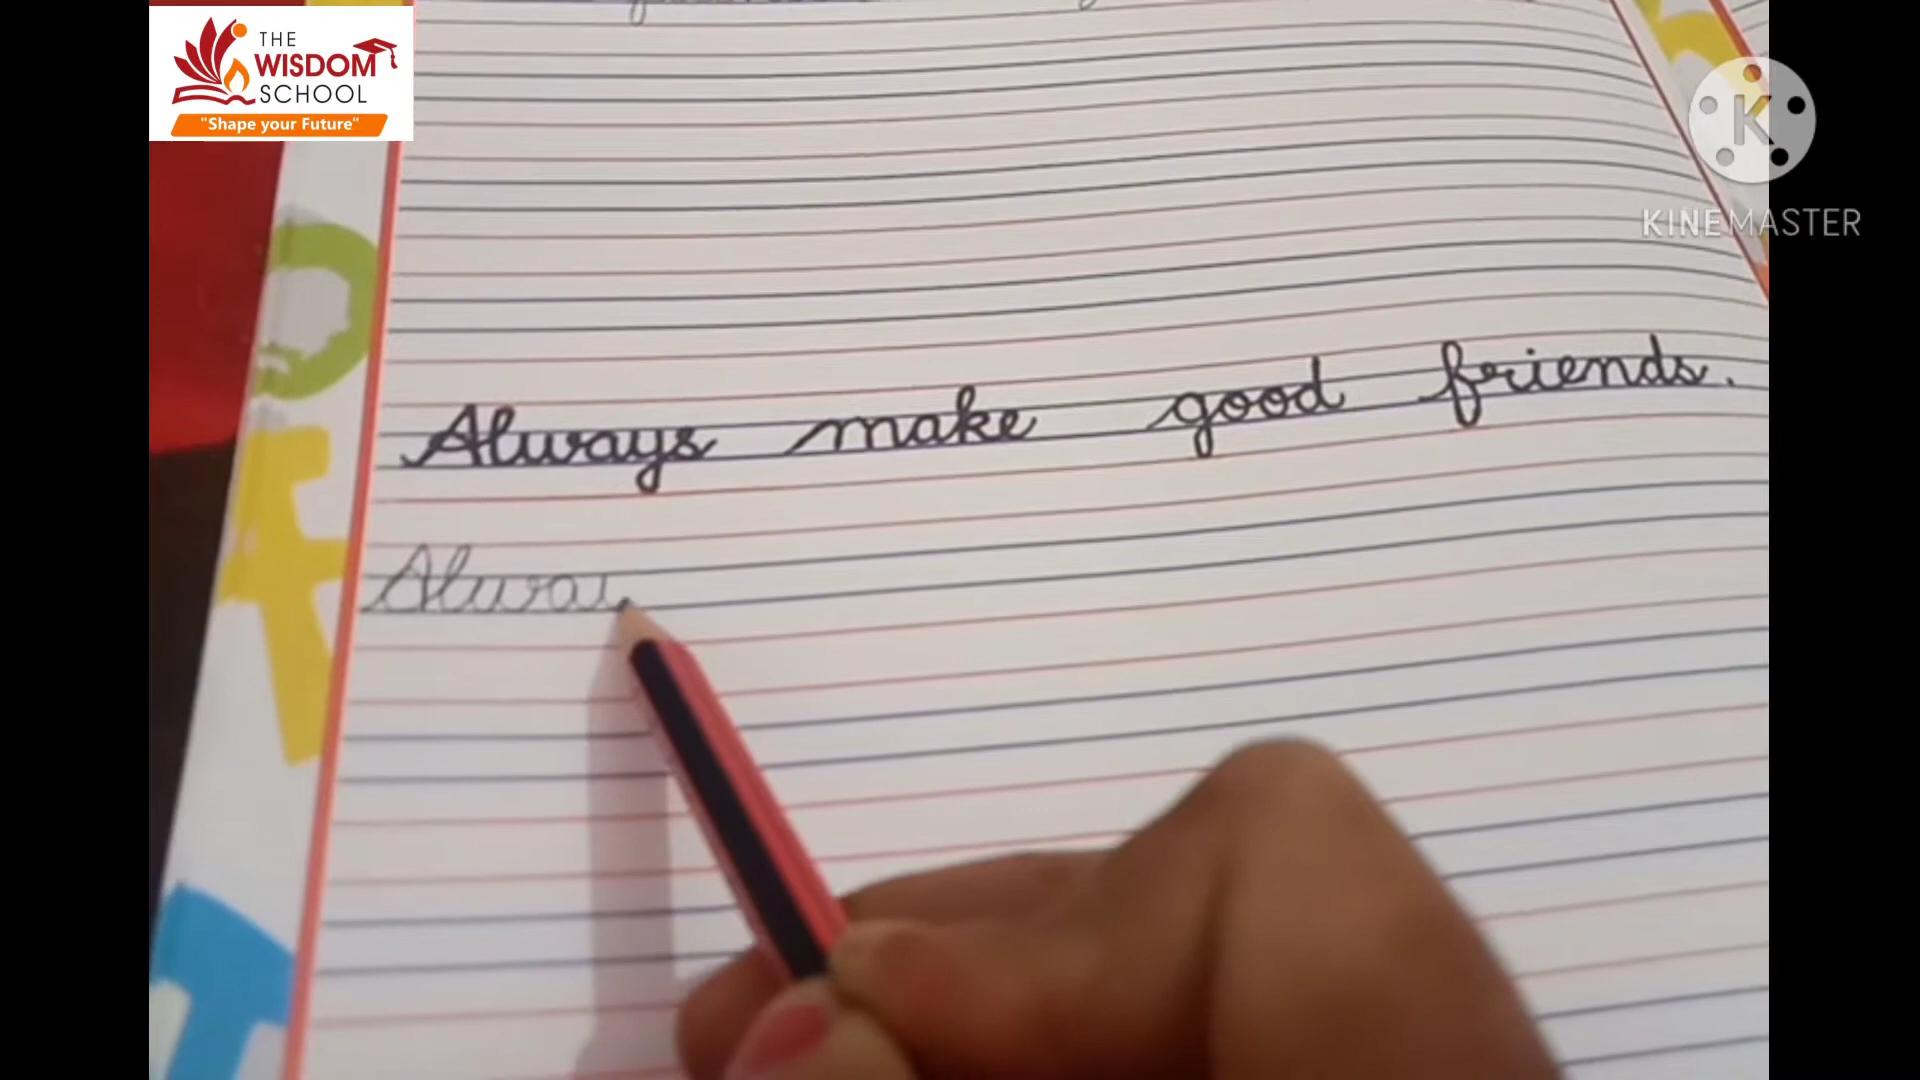 THE
WISDOM
SCHOOL
"Shape your Future"
K
KINEMASTER
Always make good friends.
Alwa